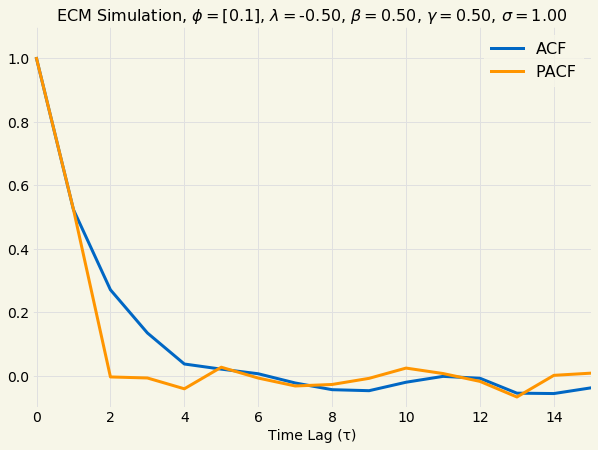 ECM Simulation, ϕ = [0.1], λ = -0.50, β = 0.50, γ = 0.50, σ = 1.00
ACF
PACF
1.0
0.8
0.6
0.4
0.2
0.0
0 2 4 6 8 10 12 14
Time Lag (τ)